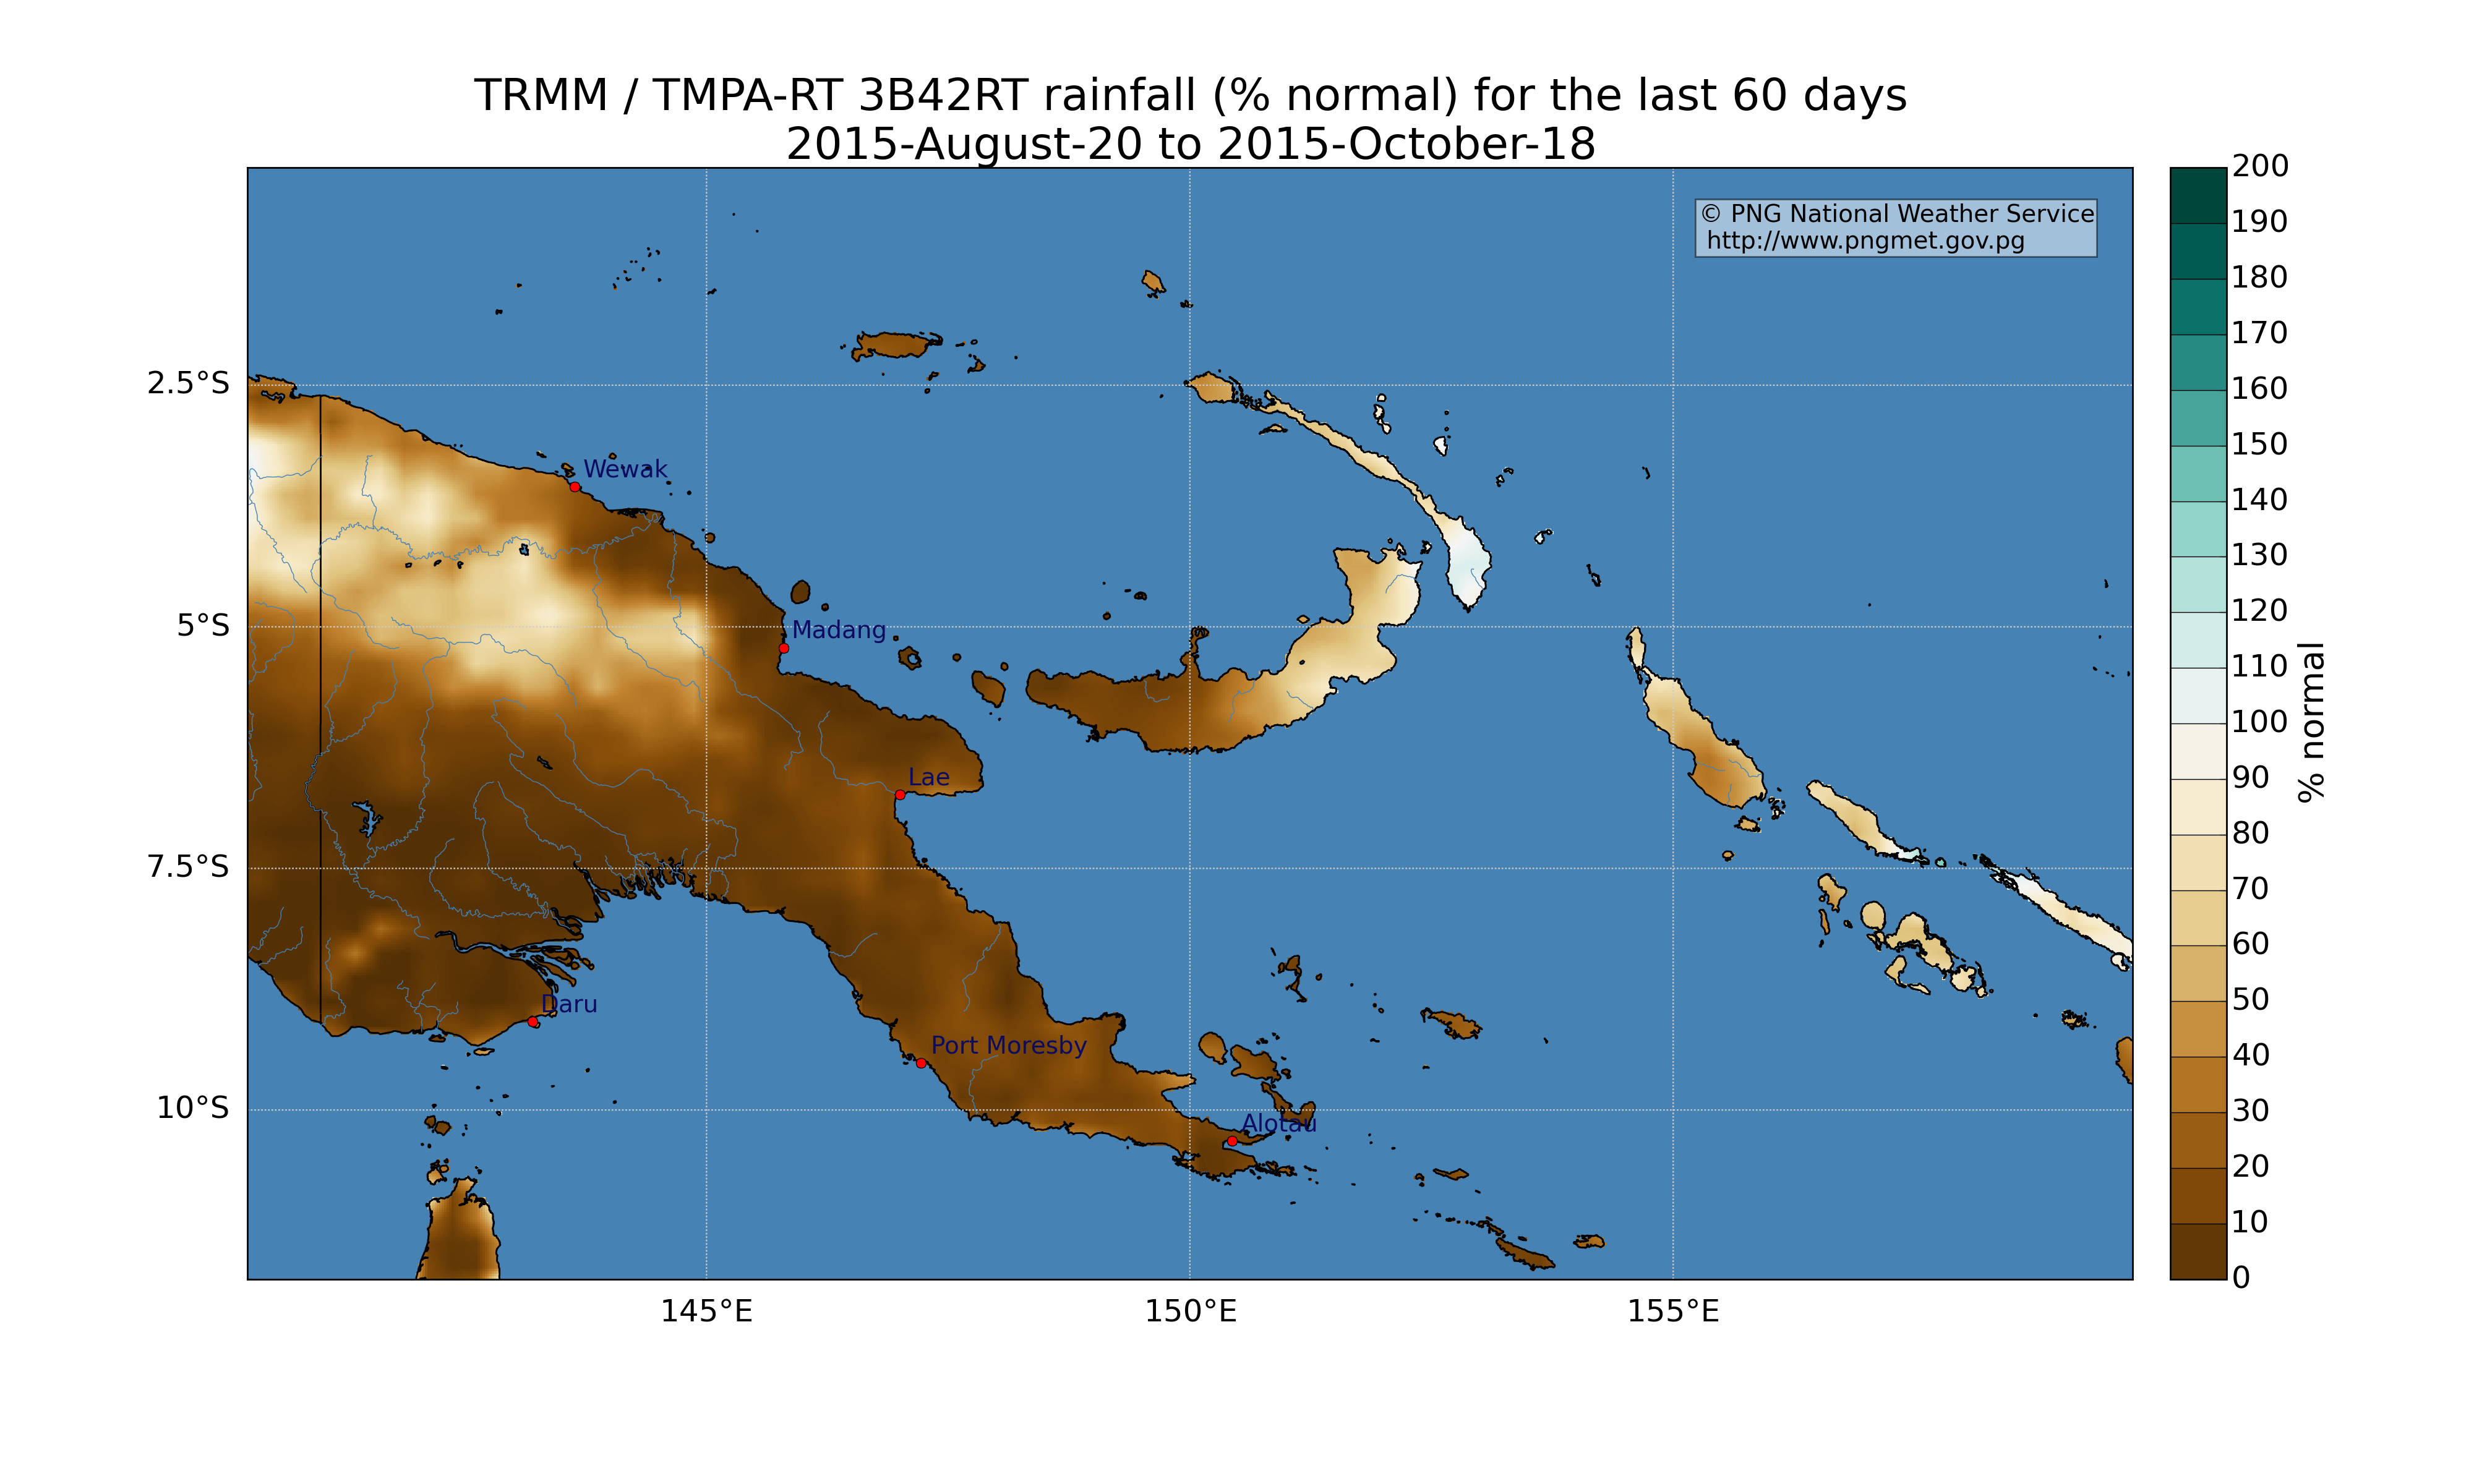 TRMM / TMPA-RT 3B42RT rainfall (% normal) for the last 60 days
2015-August-20 to 2015-October-18
© PNG National Weather Service
http://www.pngmet.gov.pg
2.5°S
5°S
7.5°S
10°S
Wewak
Madang
Lae
Daru
Port Moresby
Alotau
145°E
150°E
155°E
200
190
180
170
160
150
140
130
120
110
100
90
80
70
60
50
40
30
20
10
0
% normal